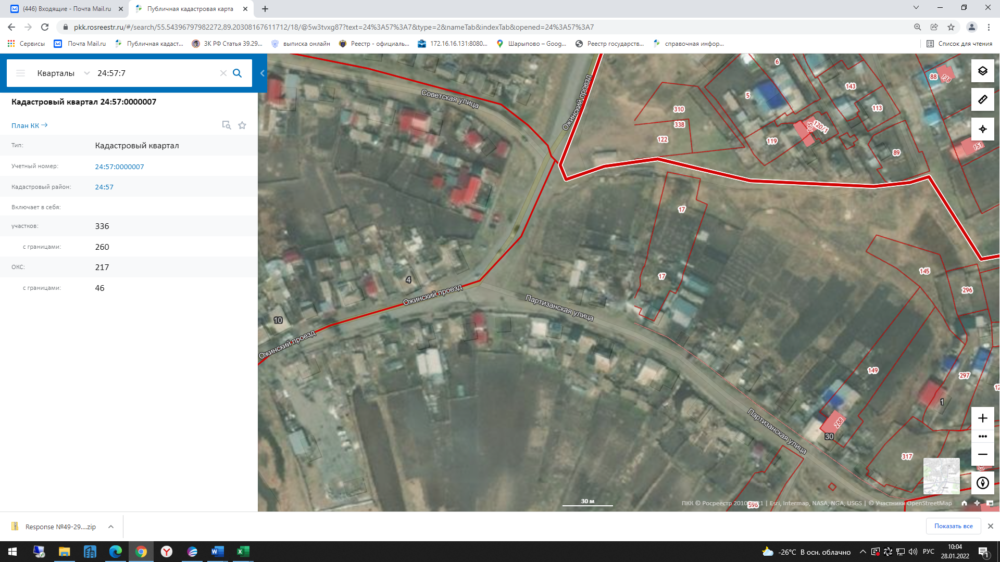 (446) Входящие - Почта Mail.ru
Публичная кадастровая карта
pkk.rosreestr.ru/#/search/55.54396797982272,89.20308167611712/18/@5w3tvxg87?text=24%3A57%3A7&type=2&nameTab&indexTab&opened=24%3A57%3A7
Сервисы
Почта Mail.ru
Публичная кадаст...
ЗК РФ Статья 39.29...
выписка онлайн
Реестр - официаль...
172.16.16.131:8080...
Шарыпово – Goog...
Реестр государств...
справочная инфор...
Список для чтения
Кварталы
24:57:7
Кадастровый квартал 24:57:0000007
План КК →
Тип: Кадастровый квартал
Учетный номер: 24:57:0000007
Кадастровый район: 24:57
Включает в себя:
участков: 336
с границами: 260
ОКС: 217
с границами: 46
Советская улица
Ожинский проезд
6
88
138
143
5
113
310
338
122
119
115
120/1
89
151
17
17
145
296
4
Ожинский проезд
Партизанская улица
10
Ожинский проезд
149
297
12
1
Партизанская улица
268
30
317
596
30 м
ПКК © Росреестр 2010-2021 | Esri, Intermap, NASA, NGA, USGS | © Участники OpenStreetMap
Response №49-29....zip
Показать все
-26°C В осн. облачно
РУС
10:04
28.01.2022
1